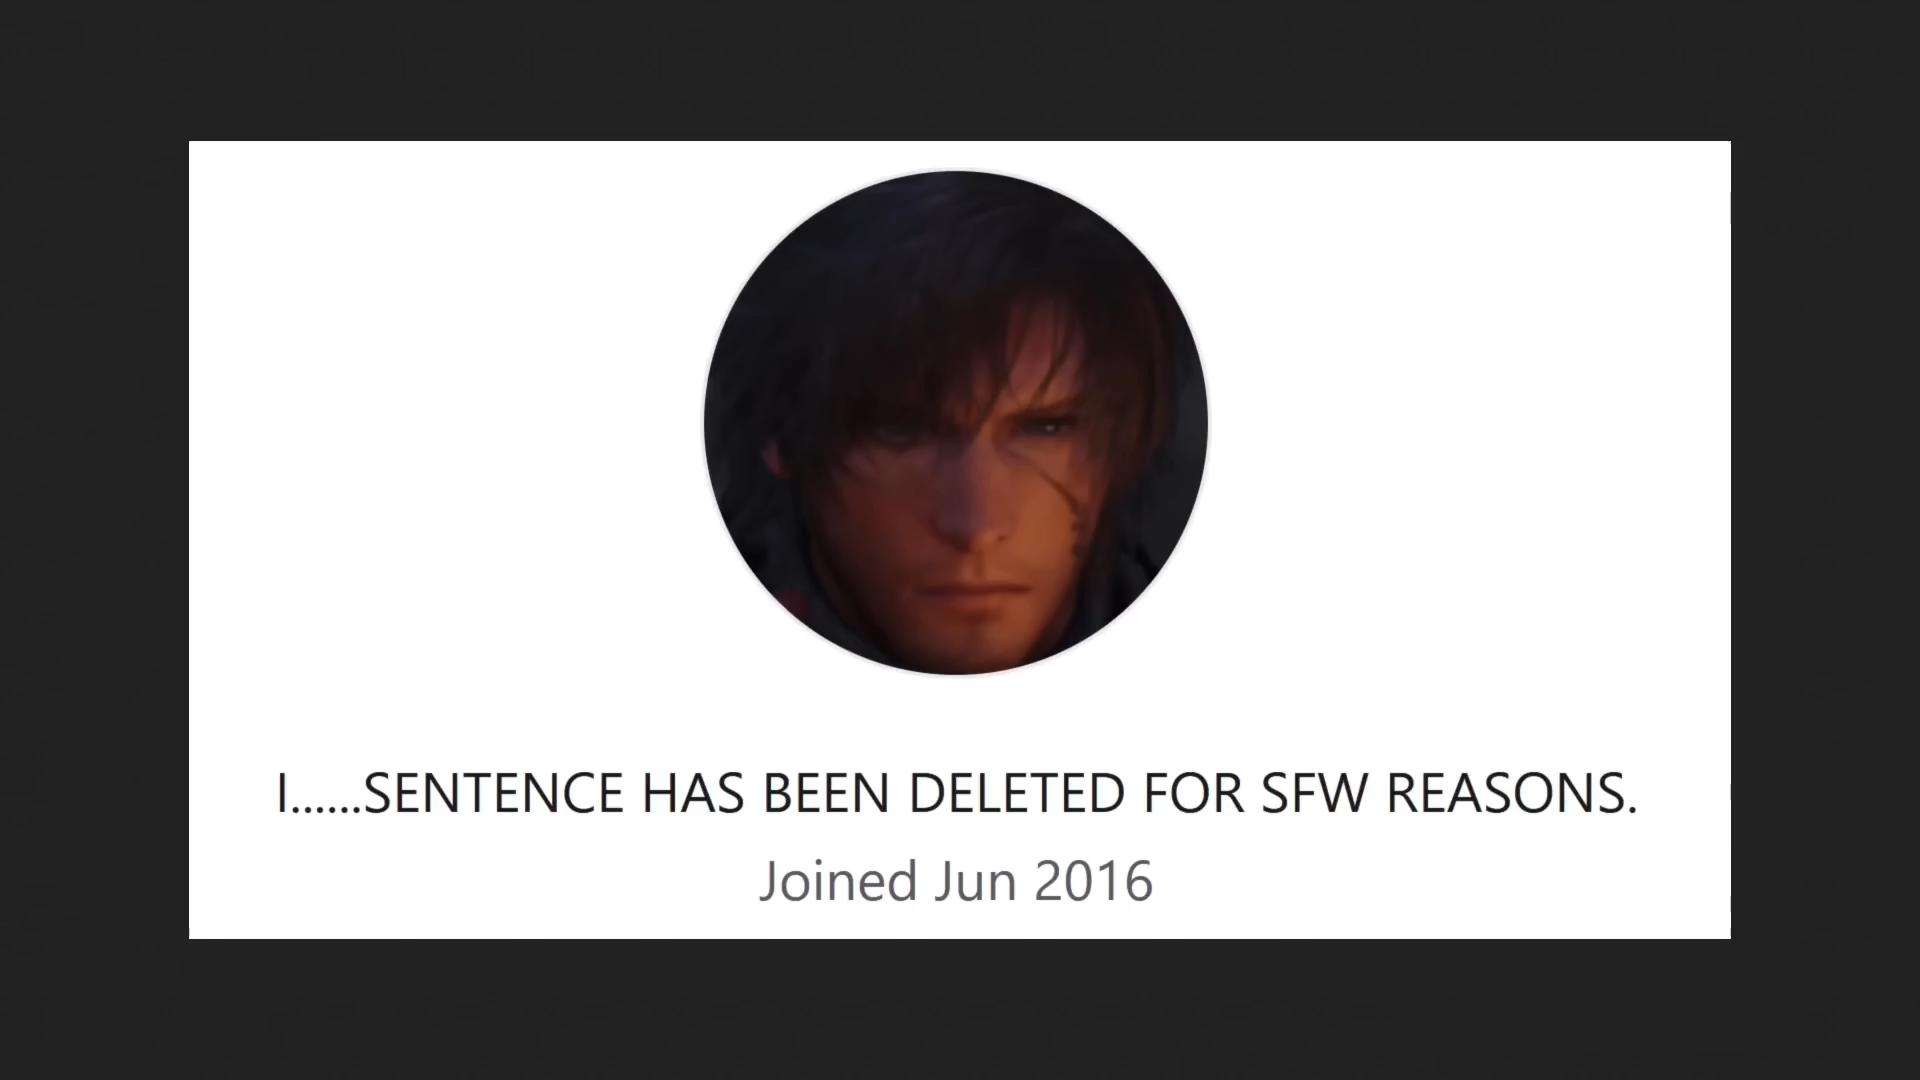 I......SENTENCE HAS BEEN DELETED FOR SFW REASONS.
Joined Jun 2016